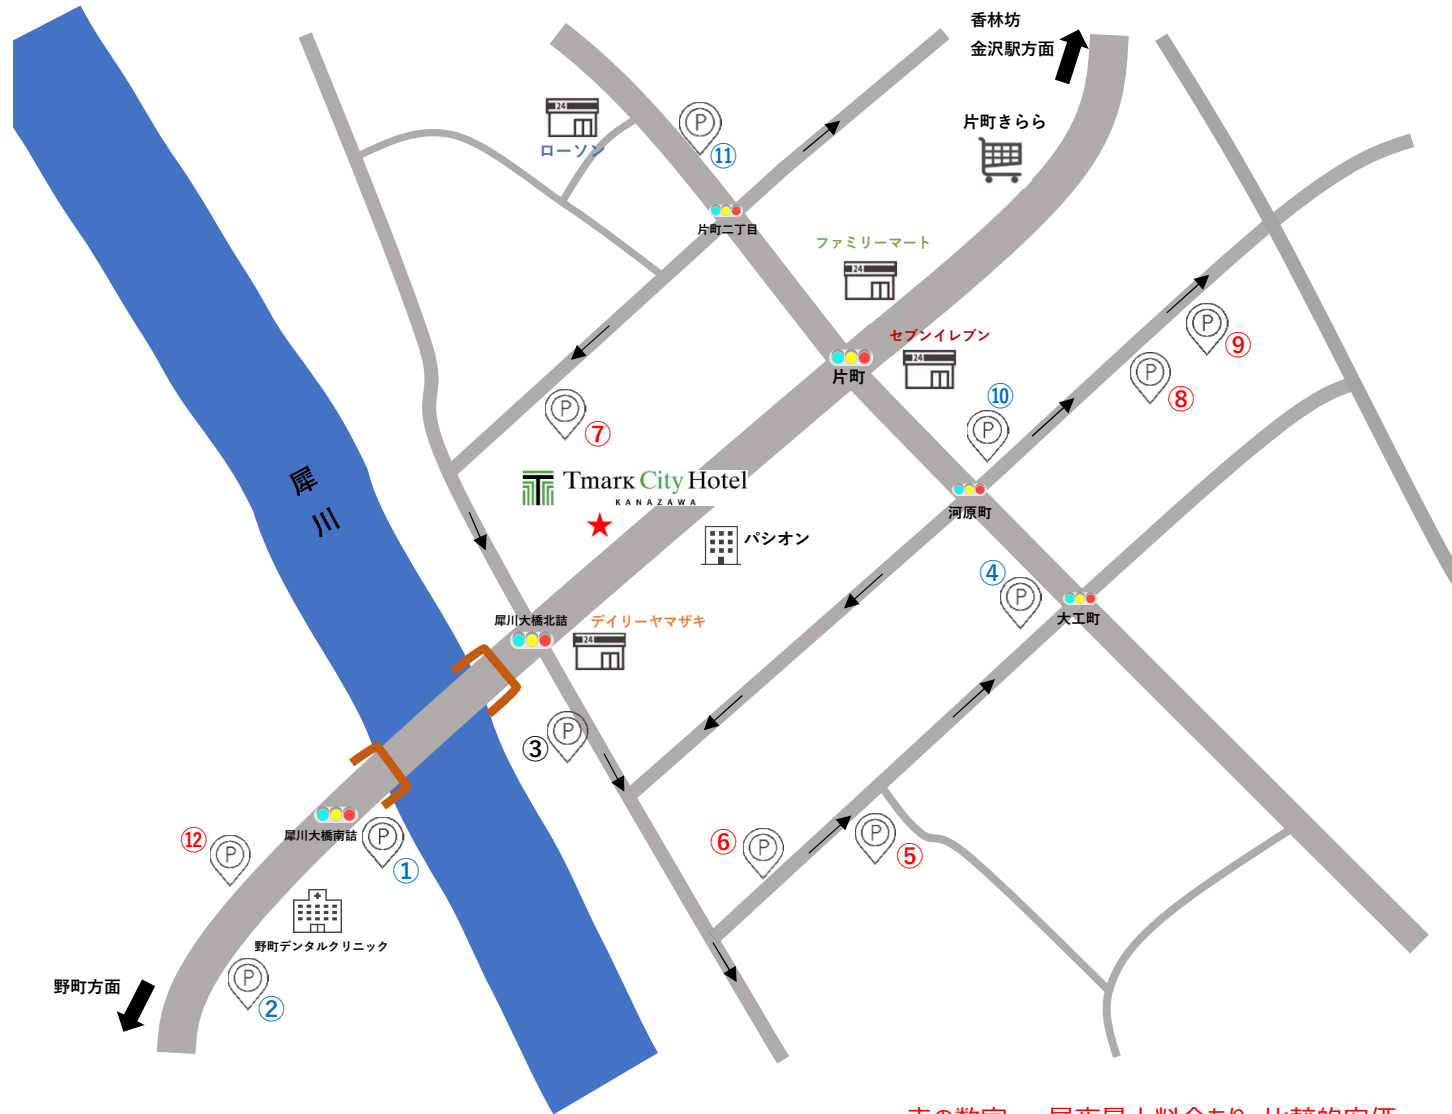 香林坊
金沢駅方面
片町きらら
ローソン
⑪
片町二丁目
ファミリーマート
セブンイレブン
片町
⑨
⑧
⑩
⑦
犀川
Tmark City Hotel
KANAZAWA
河原町
パシオン
④
大工町
犀川大橋北詰
デイリーヤマザキ
③
犀川大橋南詰
⑫
①
⑥
⑤
野町デンタルクリニック
野町方面
②
P
P
P
P
P
P
P
P
P
P
P
P
24
24
24
24